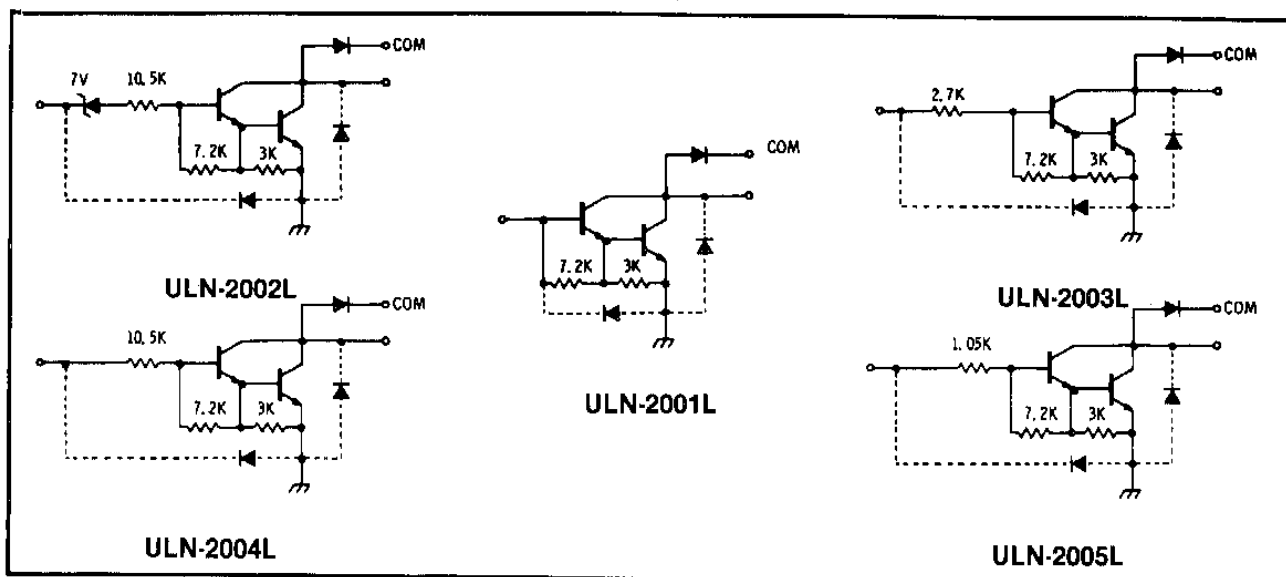 COM
7V
10.5K
7.2K
3K
ULN-2002L
COM
10.5K
7.2K
3K
ULN-2004L
COM
7.2K
3K
ULN-2001L
COM
2.7K
7.2K
3K
ULN-2003L
COM
1.05K
7.2K
3K
ULN-2005L